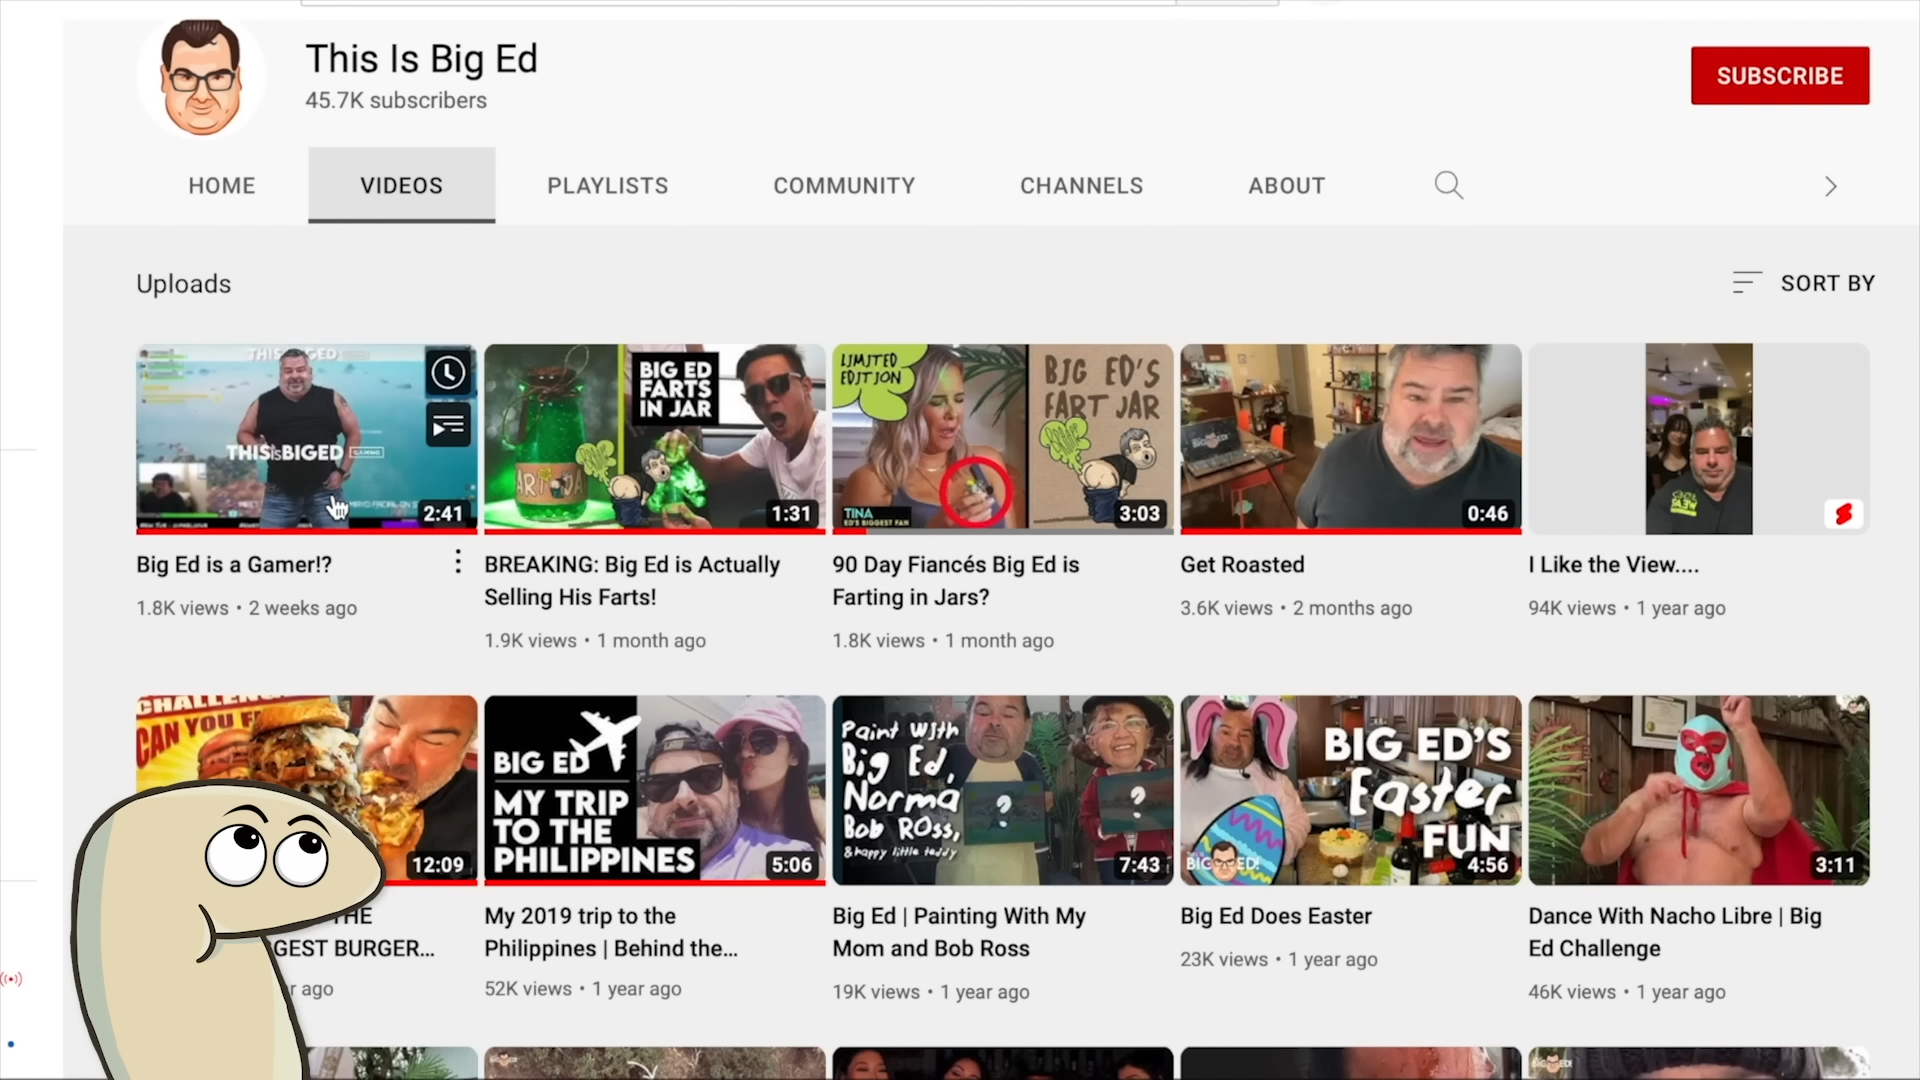 This Is Big Ed
45.7K subscribers
SUBSCRIBE
HOME VIDEOS PLAYLISTS COMMUNITY CHANNELS ABOUT
Uploads
SORT BY
THISisBIGED GAMING
2:41
BIG ED
FARTS
IN JAR
1:31
LIMITED
EDITION
TINA
ED'S BIGGEST FAN
BIG ED'S
FART JAR
3:03
0:46
Big Ed is a Gamer!?
1.8K views • 2 weeks ago
BREAKING: Big Ed is Actually
Selling His Farts!
1.9K views • 1 month ago
90 Day Fiancés Big Ed is
Farting in Jars?
1.8K views • 1 month ago
Get Roasted
3.6K views • 2 months ago
I Like the View....
94K views • 1 year ago
CAN YOU
12:09
BIG ED
MY TRIP
TO THE
PHILIPPINES
5:06
Paint With
Big Ed,
Norma
Bob Ross,
& happy little teddy
? ?
7:43
BIG ED'S
Easter
FUN
4:56
3:11
THE
GEST BURGER...
r ago
My 2019 trip to the
Philippines | Behind the...
52K views • 1 year ago
Big Ed | Painting With My
Mom and Bob Ross
19K views • 1 year ago
Big Ed Does Easter
23K views • 1 year ago
Dance With Nacho Libre | Big
Ed Challenge
46K views • 1 year ago